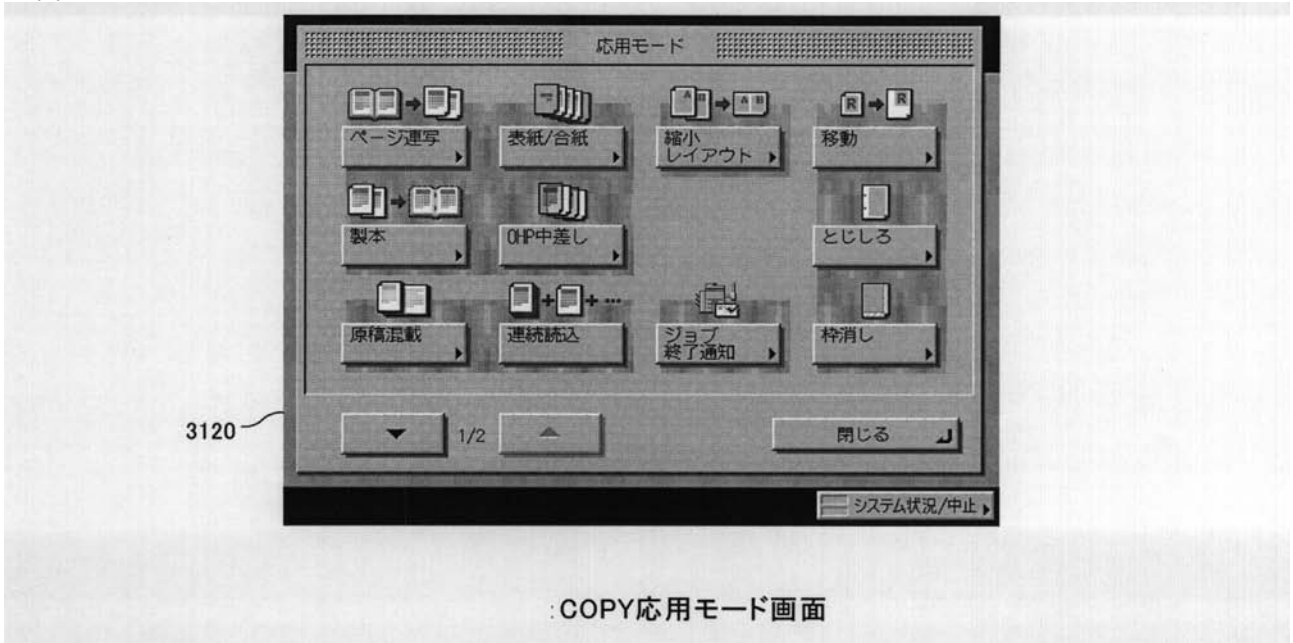 応用モード
ページ連写
表紙/合紙
縮小
レイアウト
移動
製本
OHP中差し
とじしろ
原稿混載
連続読込
ジョブ
終了通知
枠消し
3120
1/2
閉じる
システム状況/中止
COPY応用モード画面